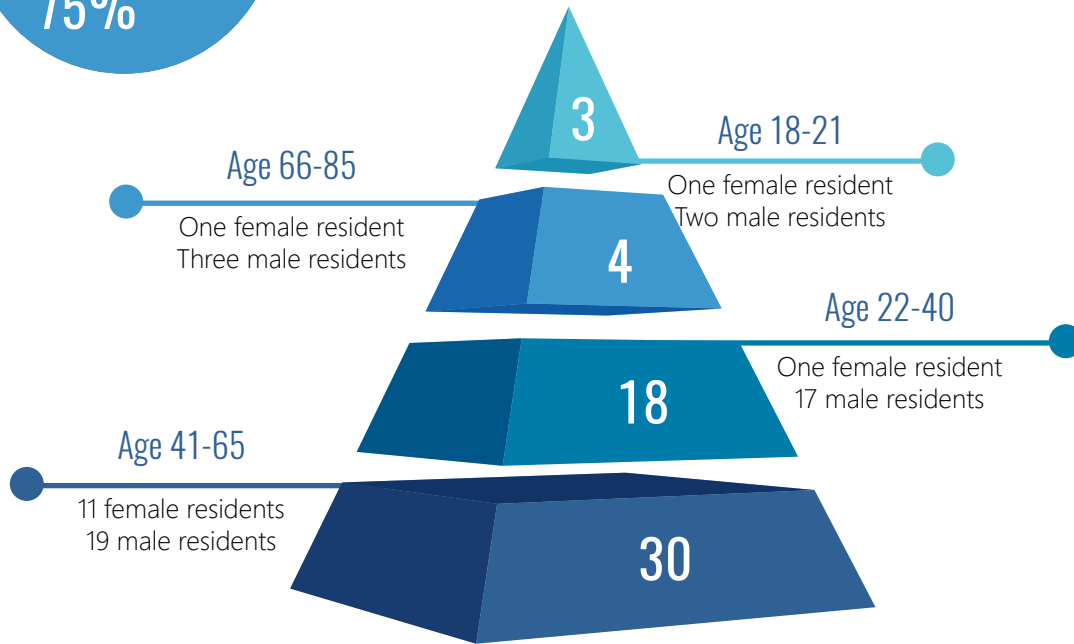 75%
3
Age 18-21
One female resident
Two male residents
Age 66-85
One female resident
Three male residents
4
Age 22-40
One female resident
17 male residents
18
Age 41-65
11 female residents
19 male residents
30